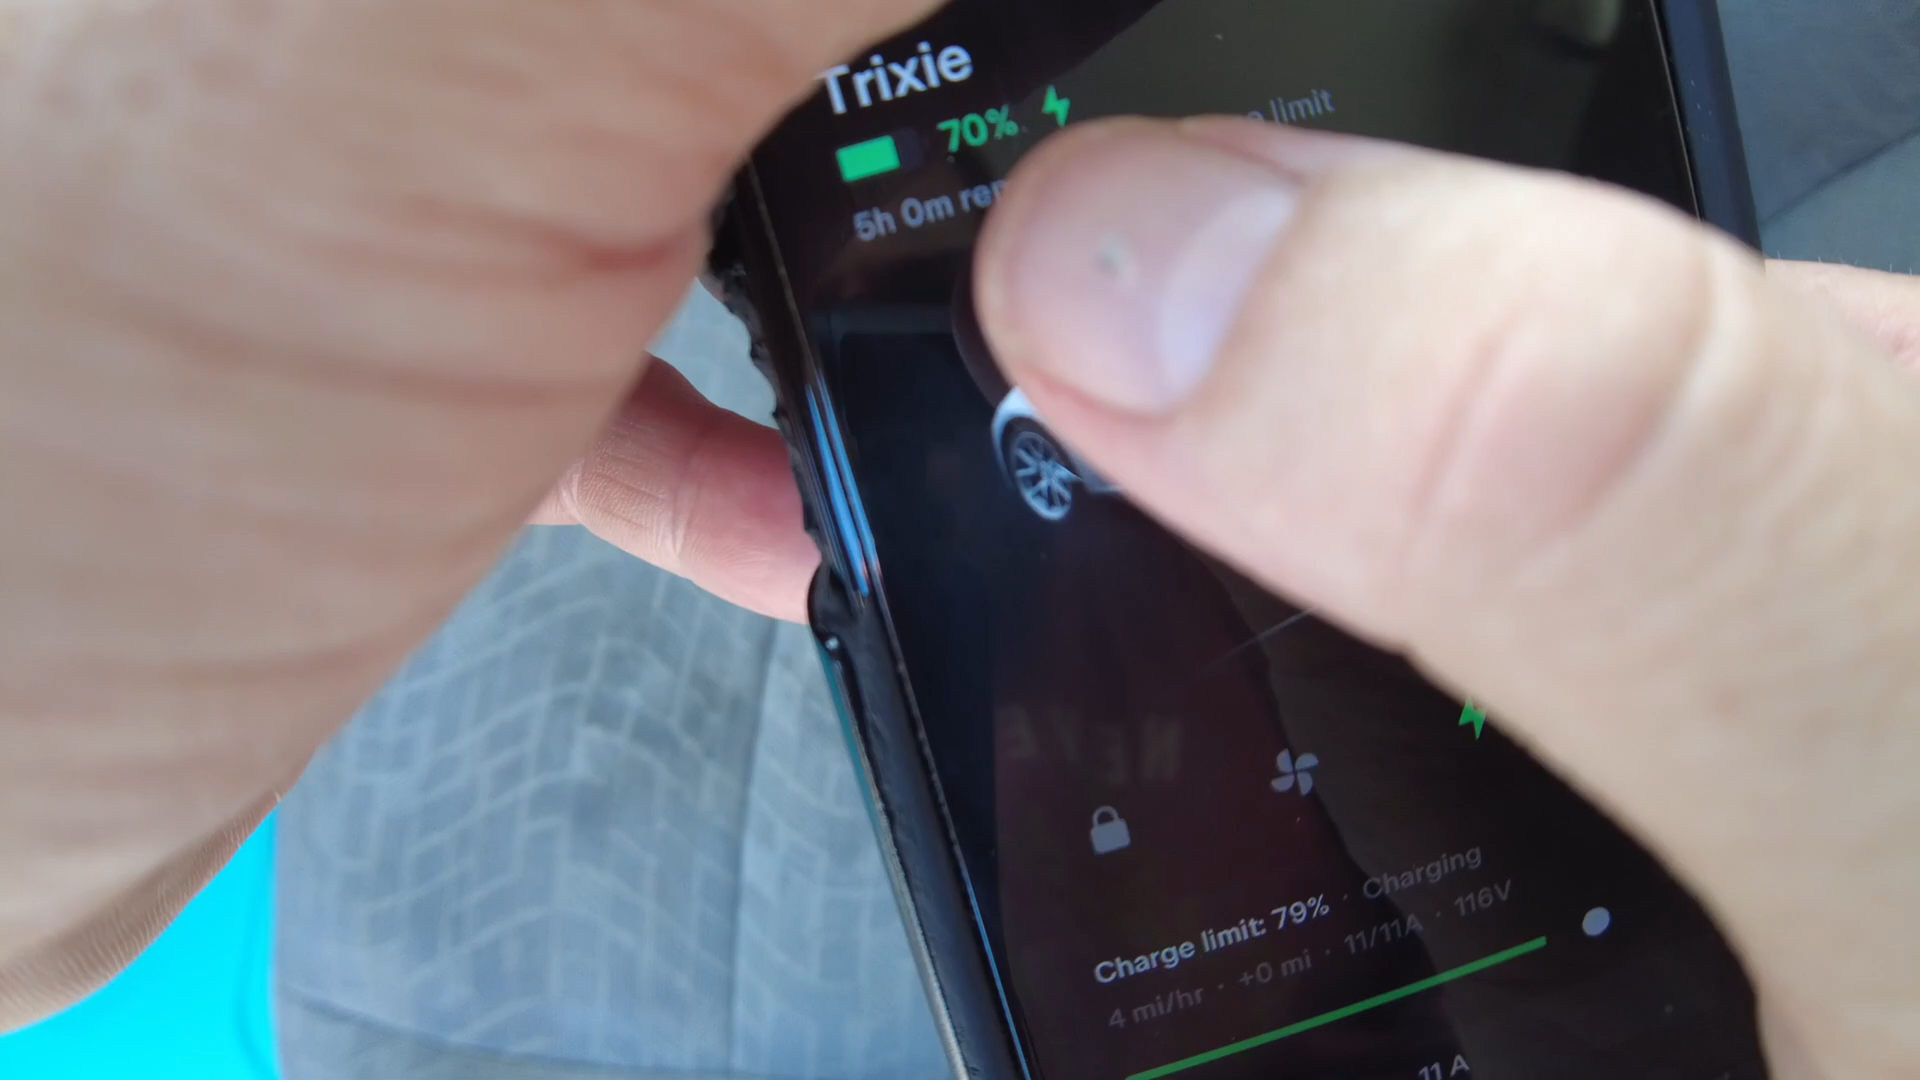 Trixie
70% limit
5h 0m
Charge limit: 79% · Charging
4 mi/hr · +0 mi · 11/11A · 116V
11 A